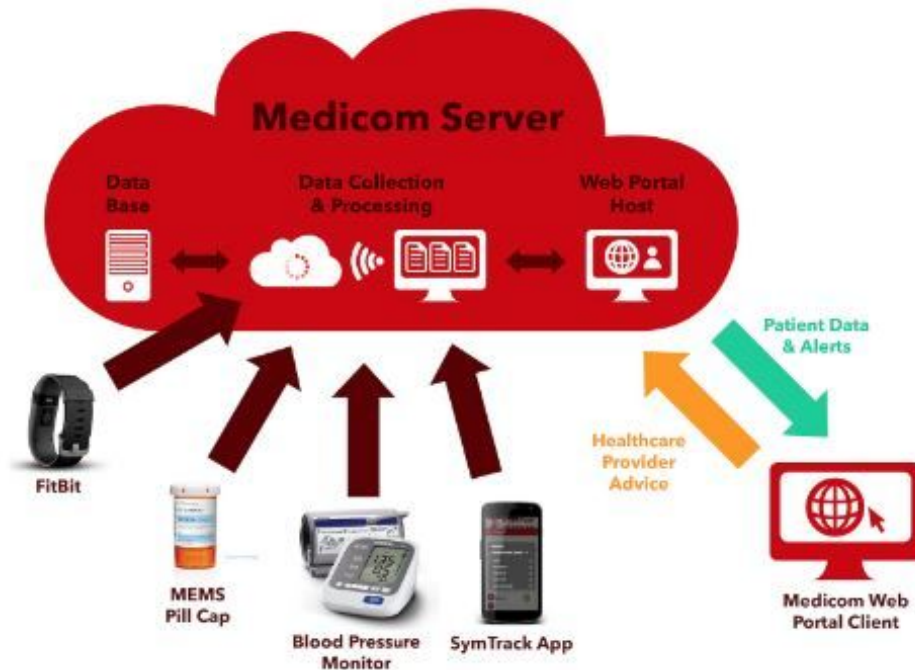 Medicom Server
Data
Base
Data Collection
& Processing
Web Portal
Host
Patient Data
& Alerts
Healthcare
Provider
Advice
FitBit
MEMS
Pill Cap
Blood Pressure
Monitor
SymTrack App
Medicom Web
Portal Client